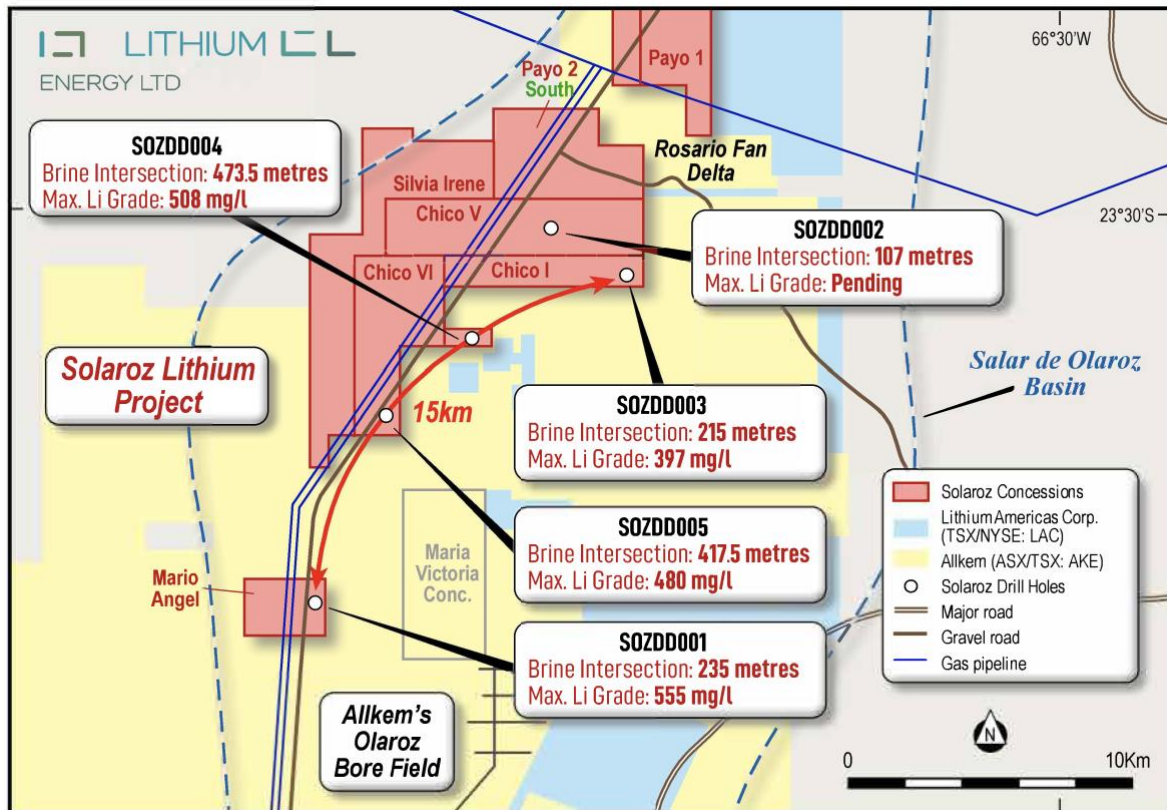 LITHIUM
ENERGY LTD
66°30'W
Payo 1
Payo 2
South
SOZDD004
Brine Intersection: 473.5 metres
Max. Li Grade: 508 mg/l
Rosario Fan
Delta
Silvia Irene
Chico V
23°30'S
SOZDD002
Brine Intersection: 107 metres
Max. Li Grade: Pending
Chico VI
Chico I
Solaroz Lithium
Project
Salar de Olaroz
Basin
15km
SOZDD003
Brine Intersection: 215 metres
Max. Li Grade: 397 mg/l
Solaroz Concessions
Lithium Americas Corp.
(TSX/NYSE: LAC)
Allkem (ASX/TSX: AKE)
Solaroz Drill Holes
Major road
Gravel road
Gas pipeline
SOZDD005
Brine Intersection: 417.5 metres
Max. Li Grade: 480 mg/l
Maria
Victoria
Conc.
Mario
Angel
SOZDD001
Brine Intersection: 235 metres
Max. Li Grade: 555 mg/l
Allkem's
Olaroz
Bore Field
N
0
10Km